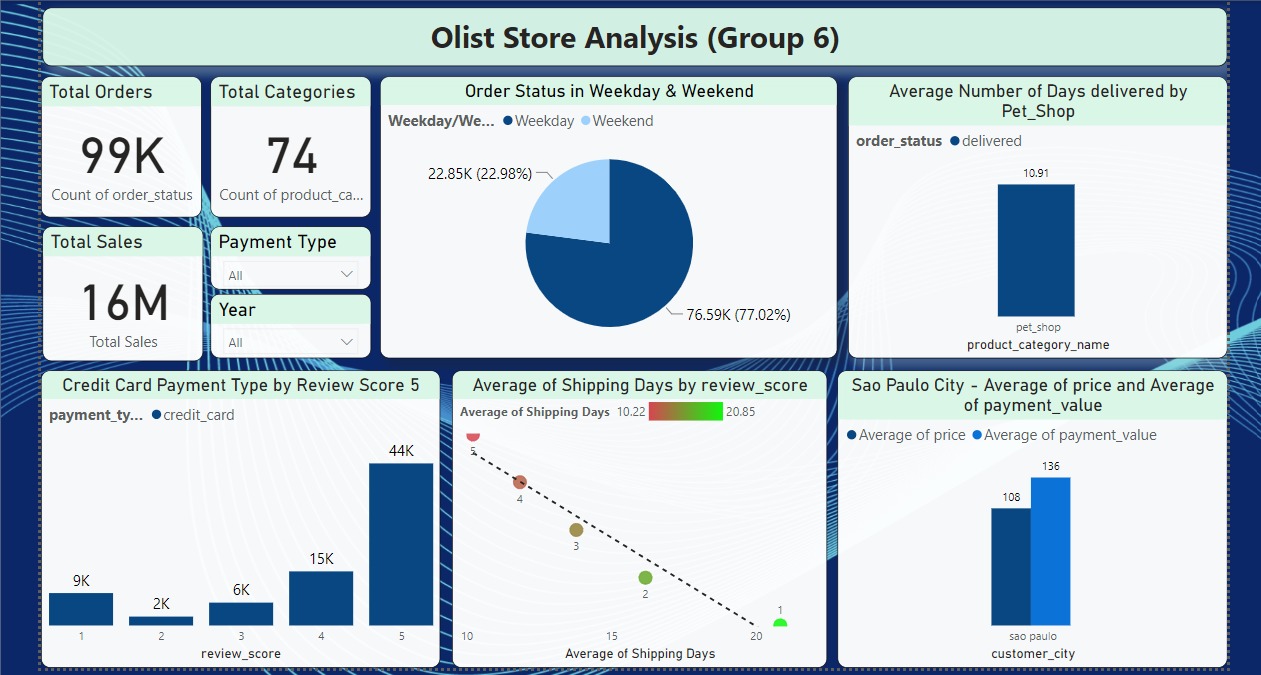 Olist Store Analysis (Group 6)
Total Orders
99K
Count of order_status
Total Categories
74
Count of product_ca...
Total Sales
16M
Total Sales
Payment Type
All
Year
All
Order Status in Weekday & Weekend
Weekday/We... Weekday Weekend
22.85K (22.98%)
76.59K (77.02%)
Average Number of Days delivered by
Pet_Shop
order_status delivered
10.91
pet_shop
product_category_name
Credit Card Payment Type by Review Score 5
payment_ty... credit_card
9K
2K
6K
15K
44K
1 2 3 4 5
review_score
Average of Shipping Days by review_score
Average of Shipping Days 10.22 20.85
5
4
3
2
1
10 15 20
Average of Shipping Days
Sao Paulo City - Average of price and Average
of payment_value
Average of price Average of payment_value
108
136
sao paulo
customer_city